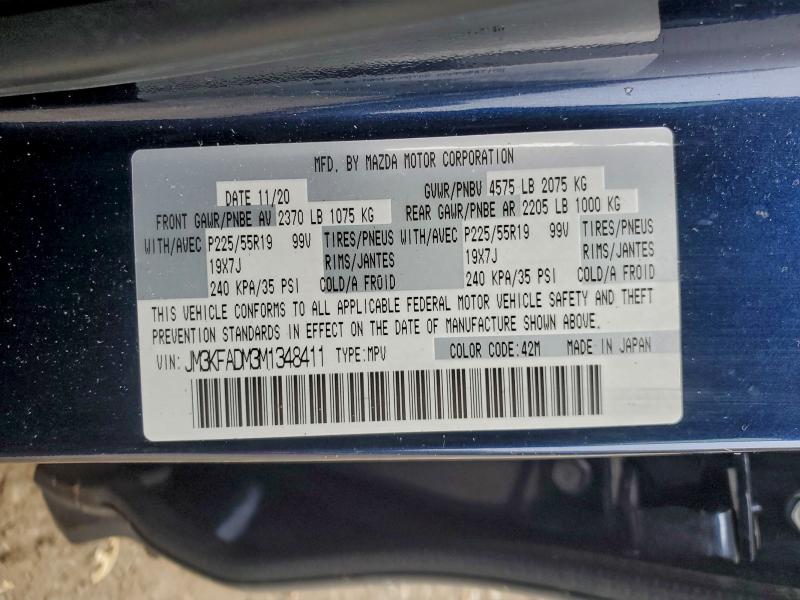 MFD. BY MAZDA MOTOR CORPORATION
DATE 11/20 GVWR/PNBV 4575 LB 2075 KG
FRONT GAWR/PNBE AV 2370 LB 1075 KG REAR GAWR/PNBE AR 2205 LB 1000 KG
WITH/AVEC P225/55R19 99V TIRES/PNEUS WITH/AVEC P225/55R19 99V TIRES/PNEUS
19X7J RIMS/JANTES 19X7J RIMS/JANTES
240 KPA/35 PSI COLD/A FROID 240 KPA/35 PSI COLD/A FROID
THIS VEHICLE CONFORMS TO ALL APPLICABLE FEDERAL MOTOR VEHICLE SAFETY AND THEFT
PREVENTION STANDARDS IN EFFECT ON THE DATE OF MANUFACTURE SHOWN ABOVE.
VIN: JM3KFADM3M1348411 TYPE: MPV COLOR CODE: 42M MADE IN JAPAN